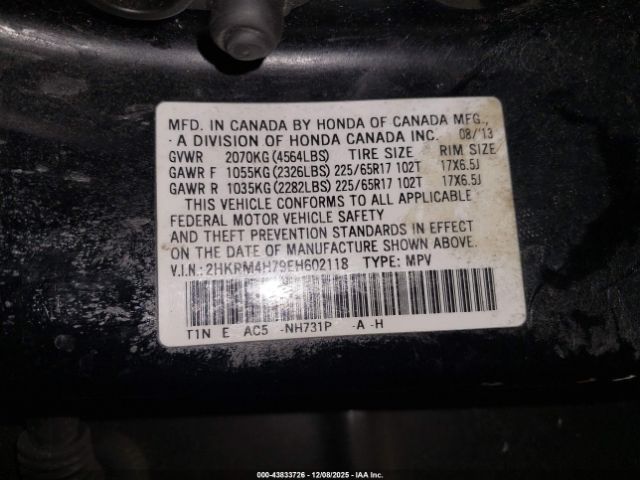 MFD. IN CANADA BY HONDA OF CANADA MFG.,
A DIVISION OF HONDA CANADA INC. 08/'13
GVWR 2070KG (4564LBS) TIRE SIZE RIM SIZE
GAWR F 1055KG (2326LBS) 225/65R17 102T 17X6.5J
GAWR R 1035KG (2282LBS) 225/65R17 102T 17X6.5J
THIS VEHICLE CONFORMS TO ALL APPLICABLE
FEDERAL MOTOR VEHICLE SAFETY
AND THEFT PREVENTION STANDARDS IN EFFECT
ON THE DATE OF MANUFACTURE SHOWN ABOVE.
V.I.N.:2HKRM4H79EH602118 TYPE: MPV
T1N E AC5 -NH731P -A -H
000-43833726 | 12/08/2025 | IAA Inc.